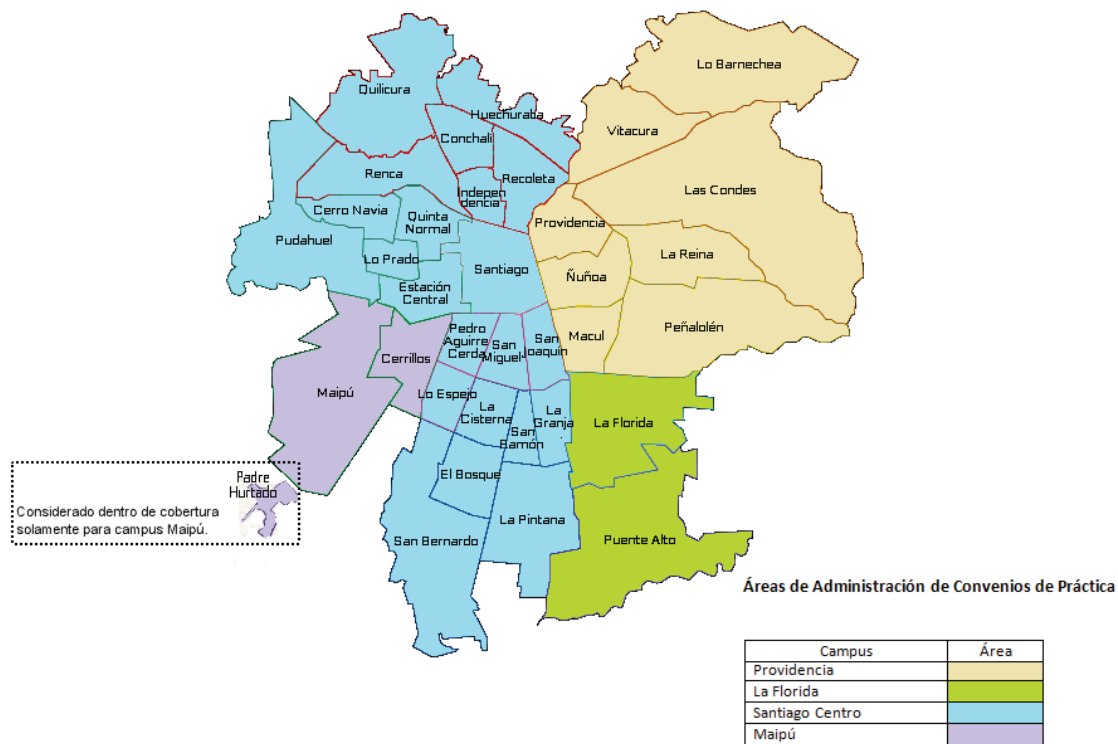 Lo Barnechea
Quilicura
Huechuraba
Vitacura
Conchalí
Renca
Recoleta
Las Condes
Indepen
dencia
Cerro Navia
Quinta
Normal
Providencia
Pudahuel
Lo Prado
Santiago
La Reina
Ñuñoa
Estación
Central
Pedro
Aguirre
Cerda
San
Miguel
San
Joaquín
Macul
Peñalolén
Cerrillos
Maipú
Lo Espejo
La
Cisterna
San
Ramón
La
Granja
La Florida
El Bosque
Padre
Hurtado
Considerado dentro de cobertura
solamente para campus Maipú.
La Pintana
San Bernardo
Puente Alto
Áreas de Administración de Convenios de Práctica
Campus Área
Providencia
La Florida
Santiago Centro
Maipú